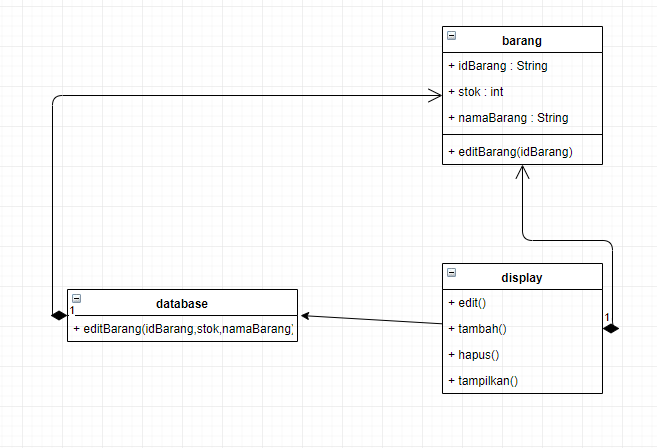 barang
+ idBarang : String
+ stok : int
+ namaBarang : String
+ editBarang(idBarang)
database
1
+ editBarang(idBarang,stok,namaBarang)
display
+ edit()
+ tambah()
1
+ hapus()
+ tampilkan()